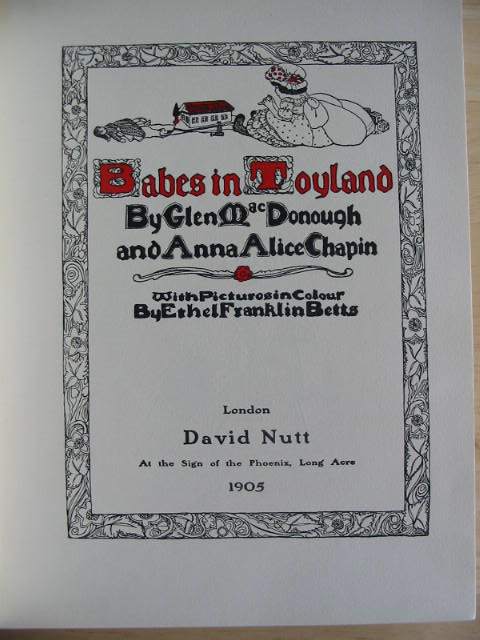 Babes in Toyland
By Glen MacDonough
and Anna Alice Chapin
With Pictures in Colour
By Ethel Franklin Betts
London
David Nutt
At the Sign of the Phoenix, Long Acre
1905